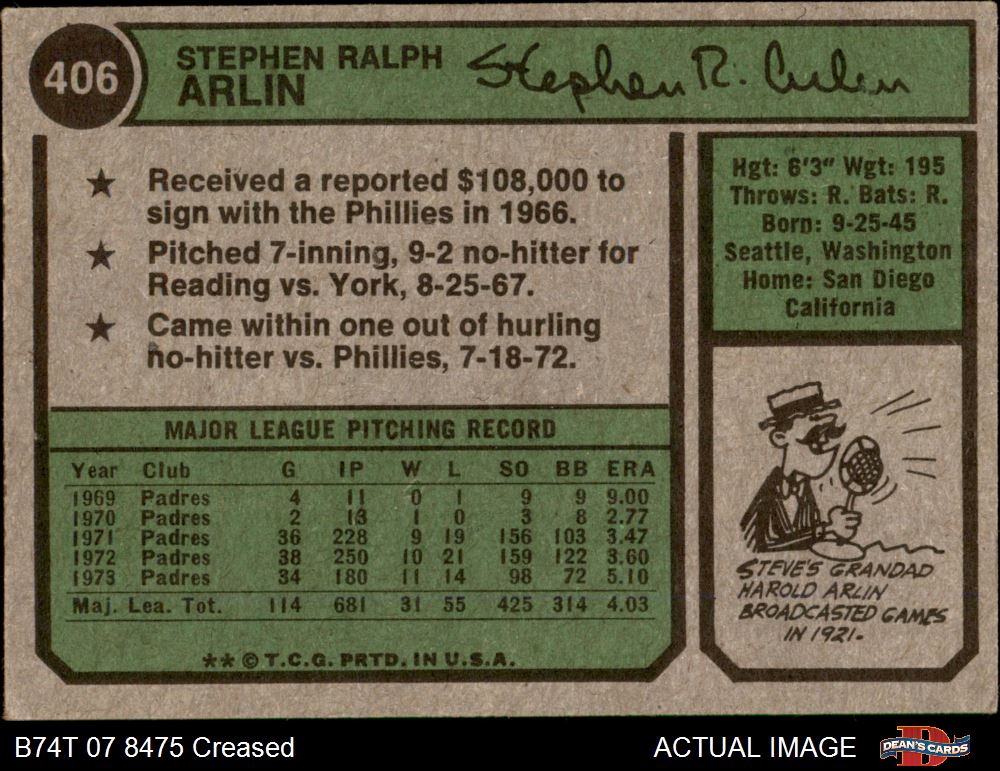 406
STEPHEN RALPH
ARLIN
Stephen R. Arlin
★ Received a reported $108,000 to
sign with the Phillies in 1966.
★ Pitched 7-inning, 9-2 no-hitter for
Reading vs. York, 8-25-67.
★ Came within one out of hurling
no-hitter vs. Phillies, 7-18-72.
MAJOR LEAGUE PITCHING RECORD
Year Club G IP W L SO BB ERA
1969 Padres 4 11 0 1 9 9 9.00
1970 Padres 2 13 1 0 3 8 2.77
1971 Padres 36 228 9 19 156 103 3.47
1972 Padres 38 250 10 21 159 122 3.60
1973 Padres 34 180 11 14 98 72 5.10
Maj. Lea. Tot. 114 681 31 55 425 314 4.03
** © T.C.G. PRTD. IN U.S.A.
Hgt: 6'3" Wgt: 195
Throws: R. Bats: R.
Born: 9-25-45
Seattle, Washington
Home: San Diego
California
STEVE'S GRANDAD
HAROLD ARLIN
BROADCASTED GAMES
IN 1921.
B74T 07 8475 Creased
ACTUAL IMAGE
DEAN'S CARDS